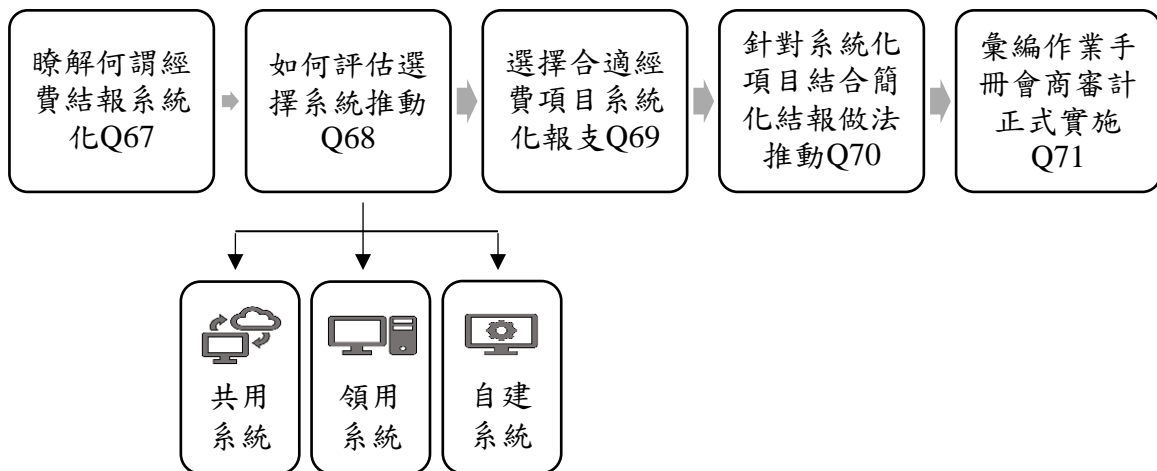 瞭解何謂經
費結報系統
化Q67
如何評估選
擇系統推動
Q68
選擇合適經
費項目系統
化報支Q69
針對系統化
項目結合簡
化結報做法
推動Q70
彙編作業手
冊會商審計
正式實施
Q71
共用
系統
領用
系統
自建
系統